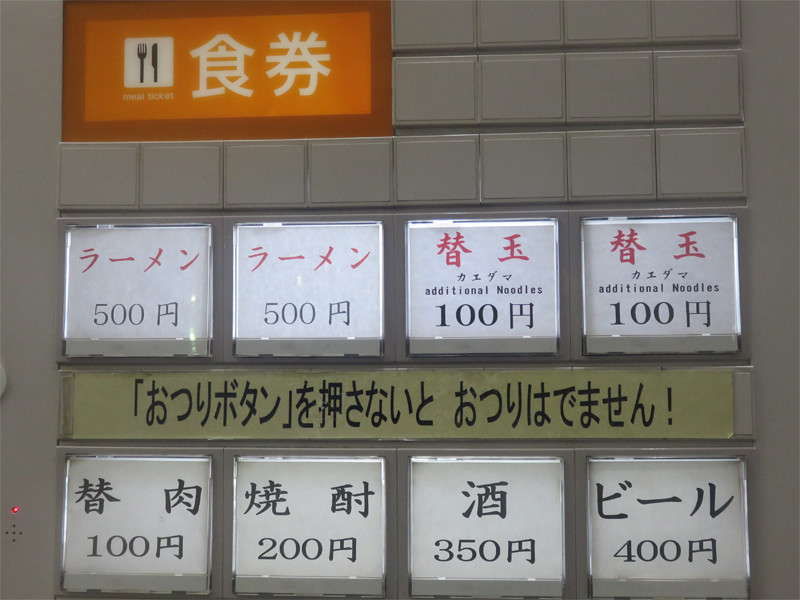 食券
meal ticket
ラーメン
500円
ラーメン
500円
替玉
カエダマ
additional Noodles
100円
替玉
カエダマ
additional Noodles
100円
「おつりボタン」を押さないと おつりはでません!
替肉
100円
焼酎
200円
酒
350円
ビール
400円